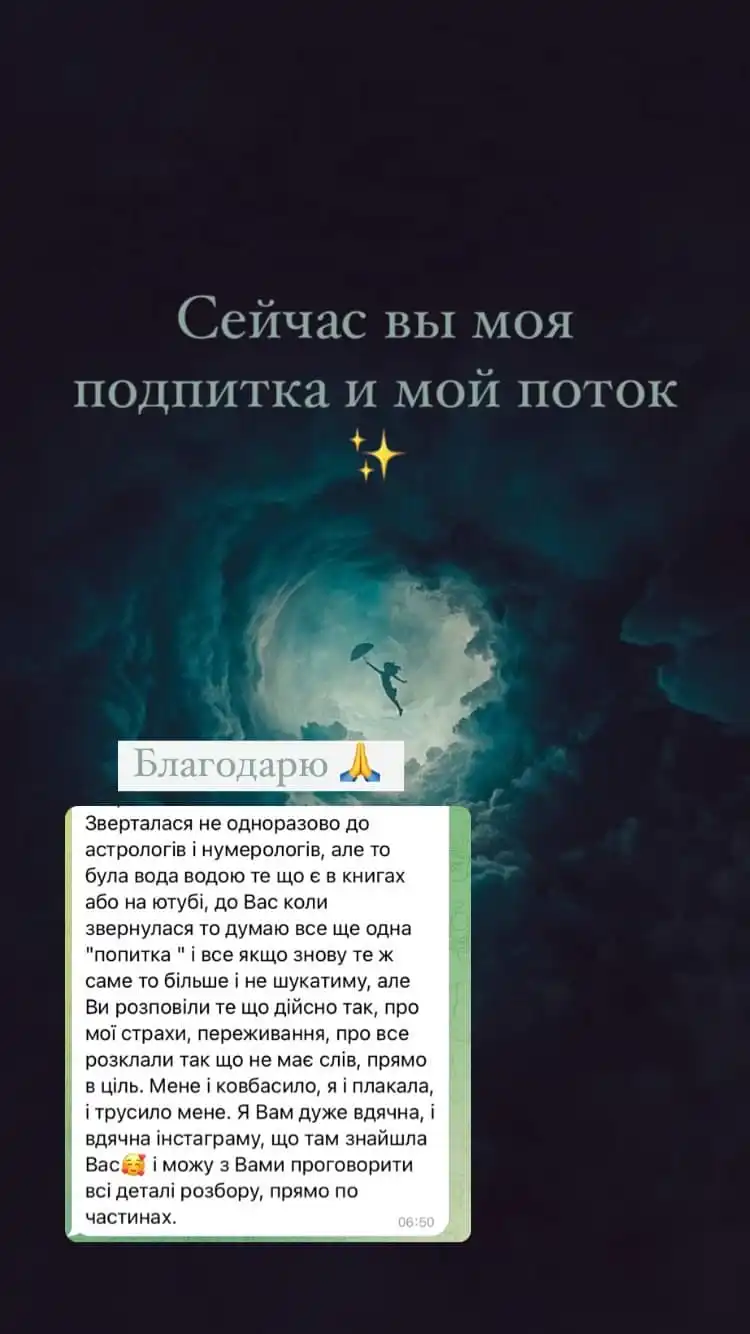 Сейчас вы моя
подпитка и мой поток
✨
Благодарю 🙏
Зверталася не одноразово до
астрологів і нумерологів, але то
була вода водою те що є в книгах
або на ютубі, до Вас коли
звернулася то думаю все ще одна
"попитка " і все якщо знову те ж
саме то більше і не шукатиму, але
Ви розповіли те що дійсно так, про
мої страхи, переживання, про все
розклали так що не має слів, прямо
в ціль. Мене і ковбасило, я і плакала,
і трусило мене. Я Вам дуже вдячна, і
вдячна інстаграму, що там знайшла
Вас🥰 і можу з Вами проговорити
всі деталі розбору, прямо по
частинах.
06:50